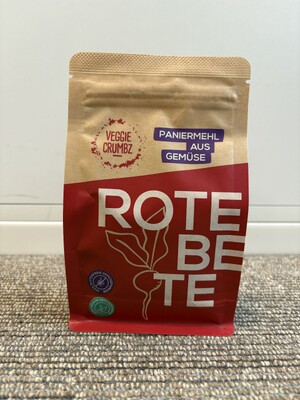 VEGGIE
CRUMBZ
PANIERMEHL
AUS
GEMÜSE
ROTE
BE
TE